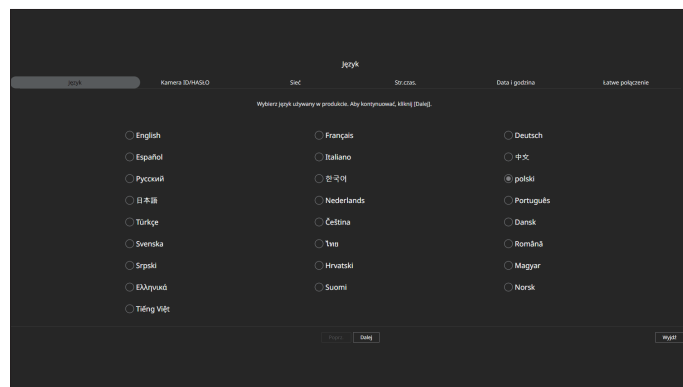 Język
Język Kamera ID/HASŁO Sieć Str.czas. Data i godzina Łatwe połączenie
Wybierz język używany w produkcie. Aby kontynuować, kliknij [Dalej].
English Français Deutsch
Español Italiano 中文
Русский 한국어 polski
日本語 Nederlands Português
Türkçe Čeština Dansk
Svenska ไทย Română
Srpski Hrvatski Magyar
Ελληνικά Suomi Norsk
Tiếng Việt
Dalej Wyjdź